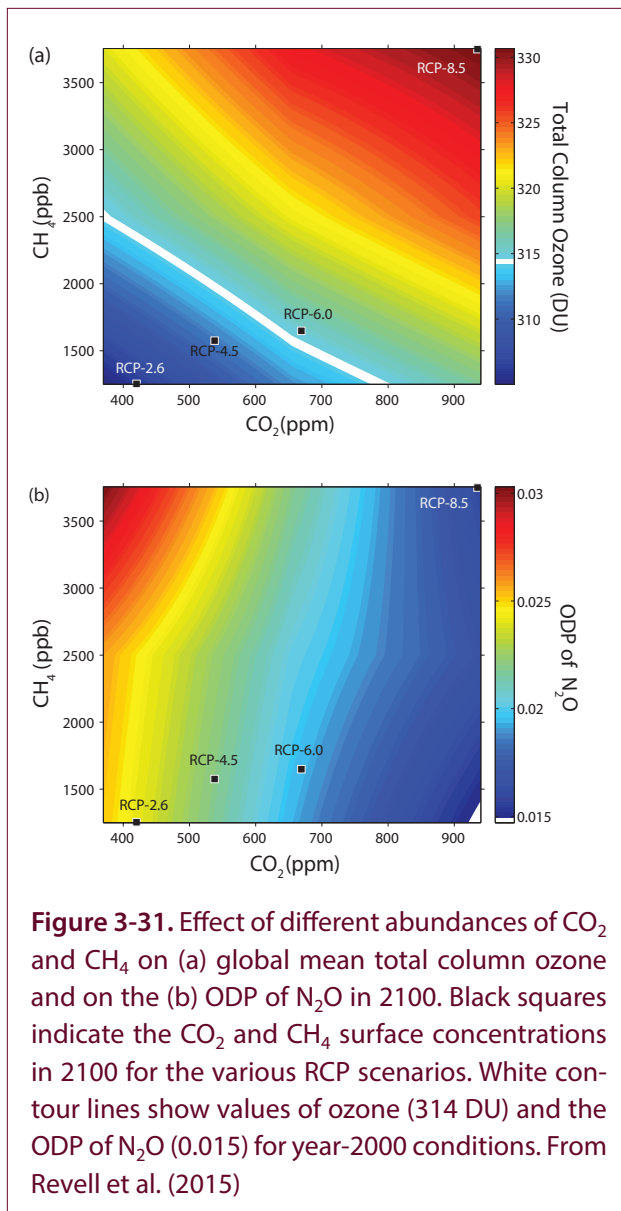 (a)
RCP-8.5
RCP-6.0
RCP-4.5
RCP-2.6
3500
3000
2500
2000
1500
CH4 (ppb)
400 500 600 700 800 900
CO2(ppm)
330
325
320
315
310
Total Column Ozone (DU)
(b)
RCP-8.5
RCP-4.5
RCP-6.0
RCP-2.6
3500
3000
2500
2000
1500
CH4 (ppb)
400 500 600 700 800 900
CO2(ppm)
0.03
0.025
0.02
0.015
ODP of N2O
Figure 3-31. Effect of different abundances of CO2
and CH4 on (a) global mean total column ozone
and on the (b) ODP of N2O in 2100. Black squares
indicate the CO2 and CH4 surface concentrations
in 2100 for the various RCP scenarios. White con-
tour lines show values of ozone (314 DU) and the
ODP of N2O (0.015) for year-2000 conditions. From
Revell et al. (2015)